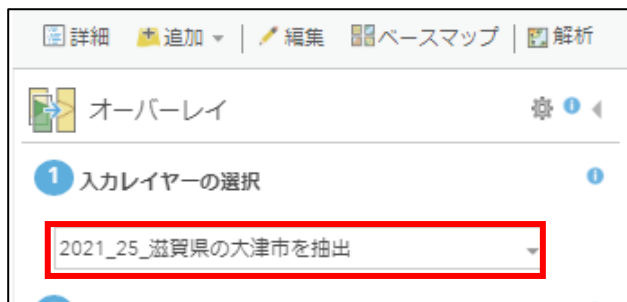 詳細 追加 編集 ベースマップ 解析
オーバーレイ
1 入力レイヤーの選択
2021_25_滋賀県の大津市を抽出